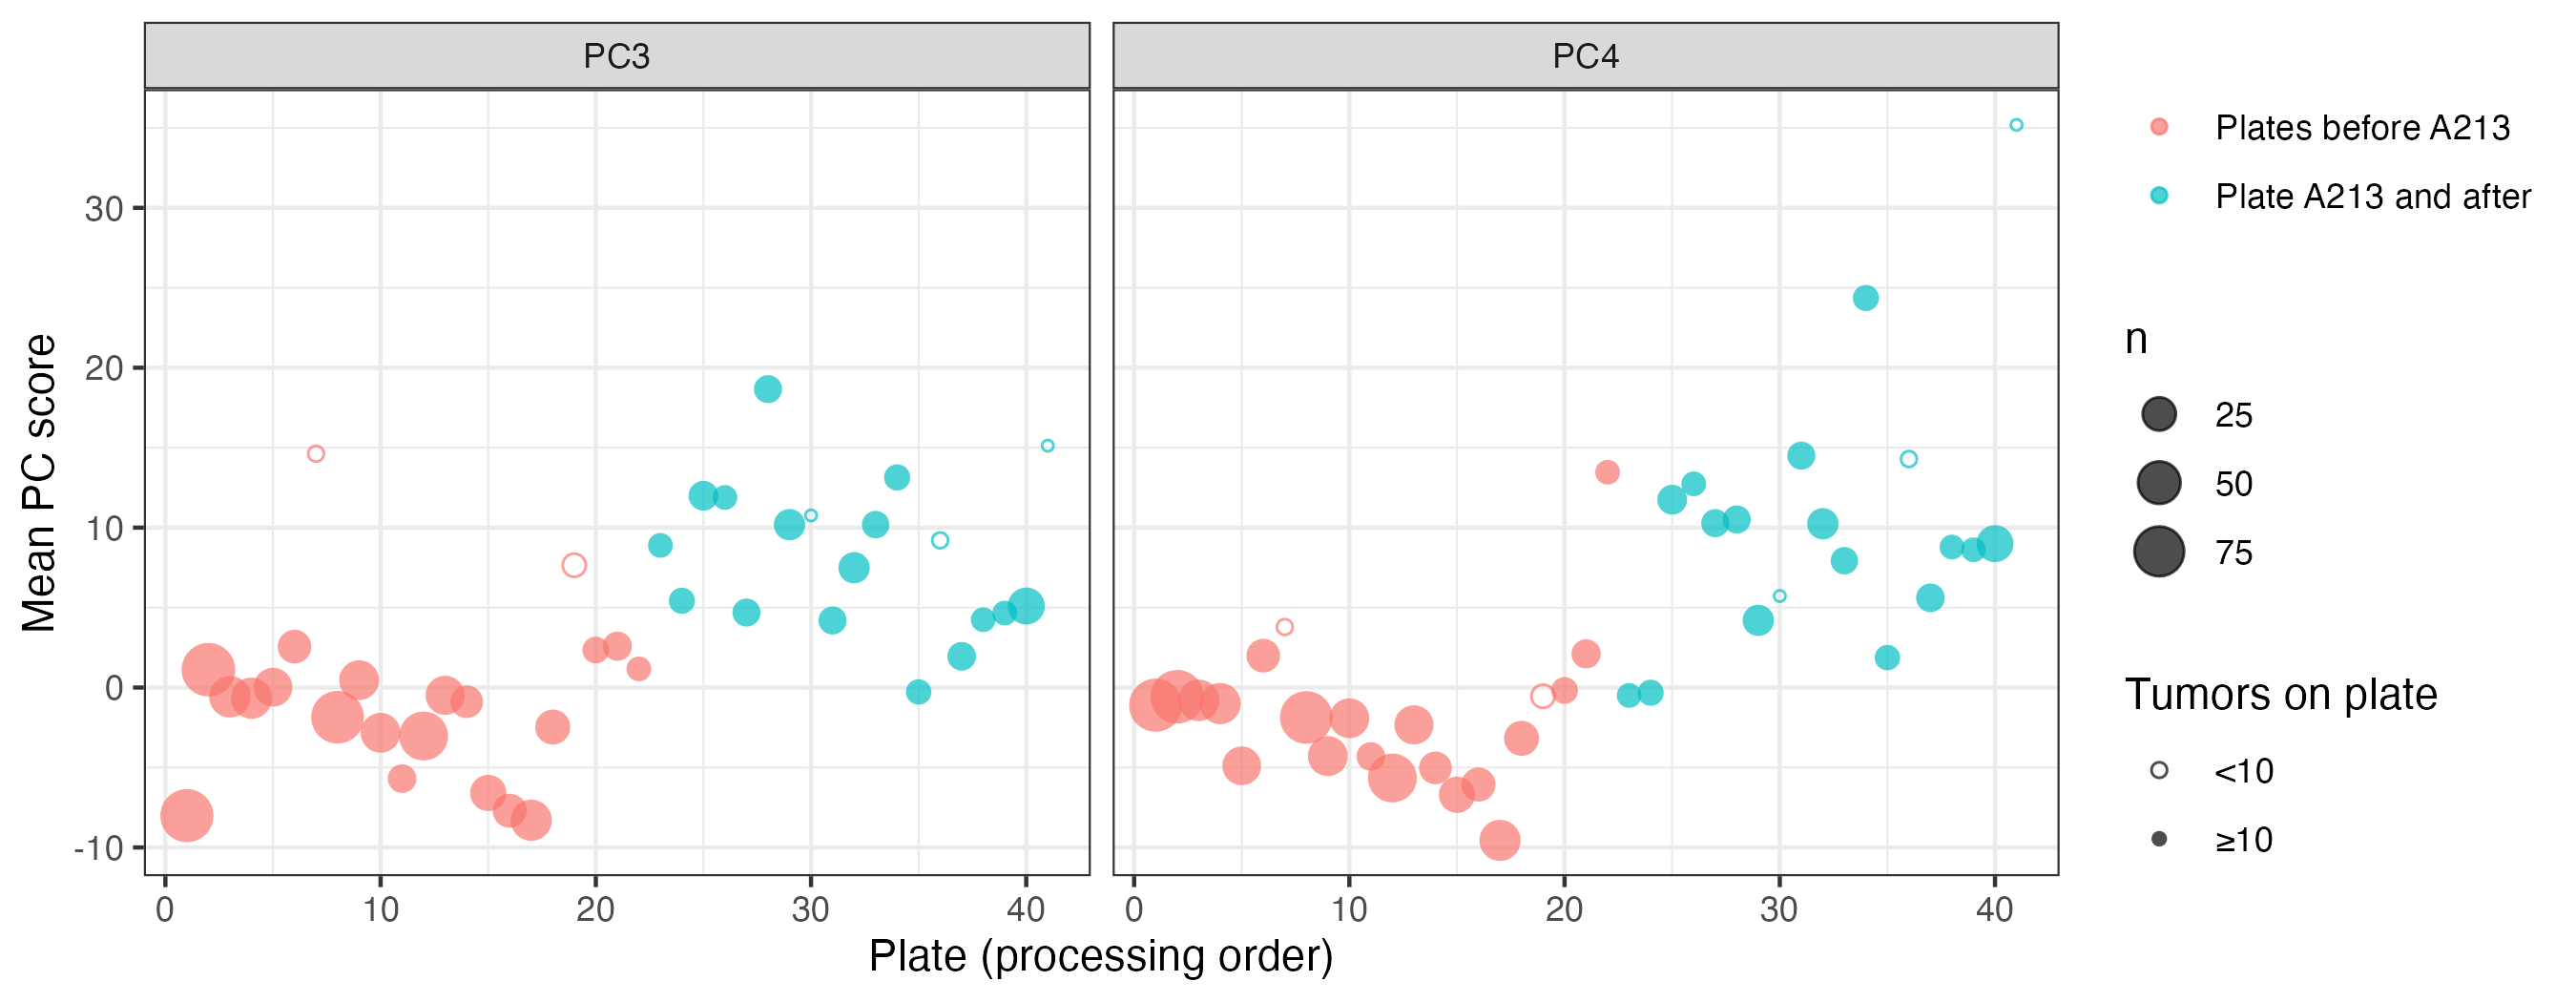 PC3
PC4
Mean PC score
30
20
10
0
-10
0
10
20
30
40
0
10
20
30
40
Plate (processing order)
Plates before A213
Plate A213 and after
n
25
50
75
Tumors on plate
<10
≥10